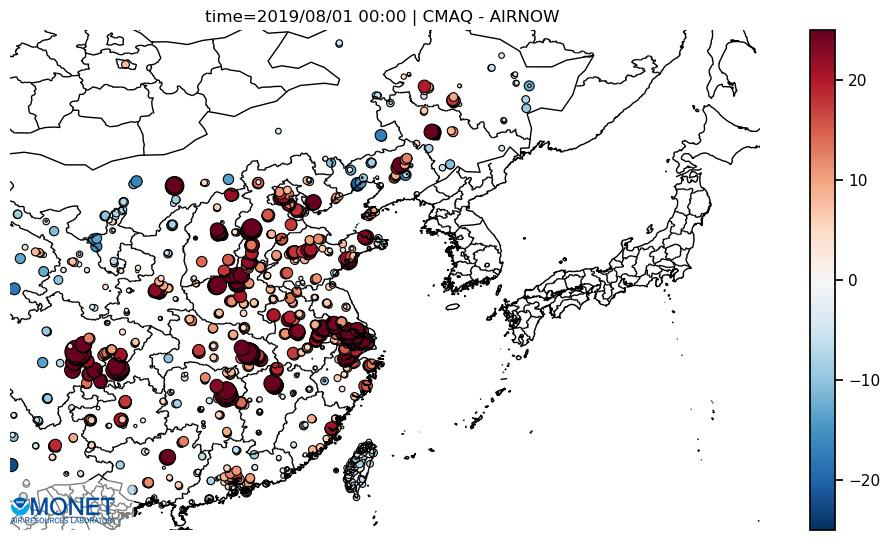 time=2019/08/01 00:00 | CMAQ - AIRNOW
20
10
0
−10
−20
MONET
AIR RESOURCES LABORATORY